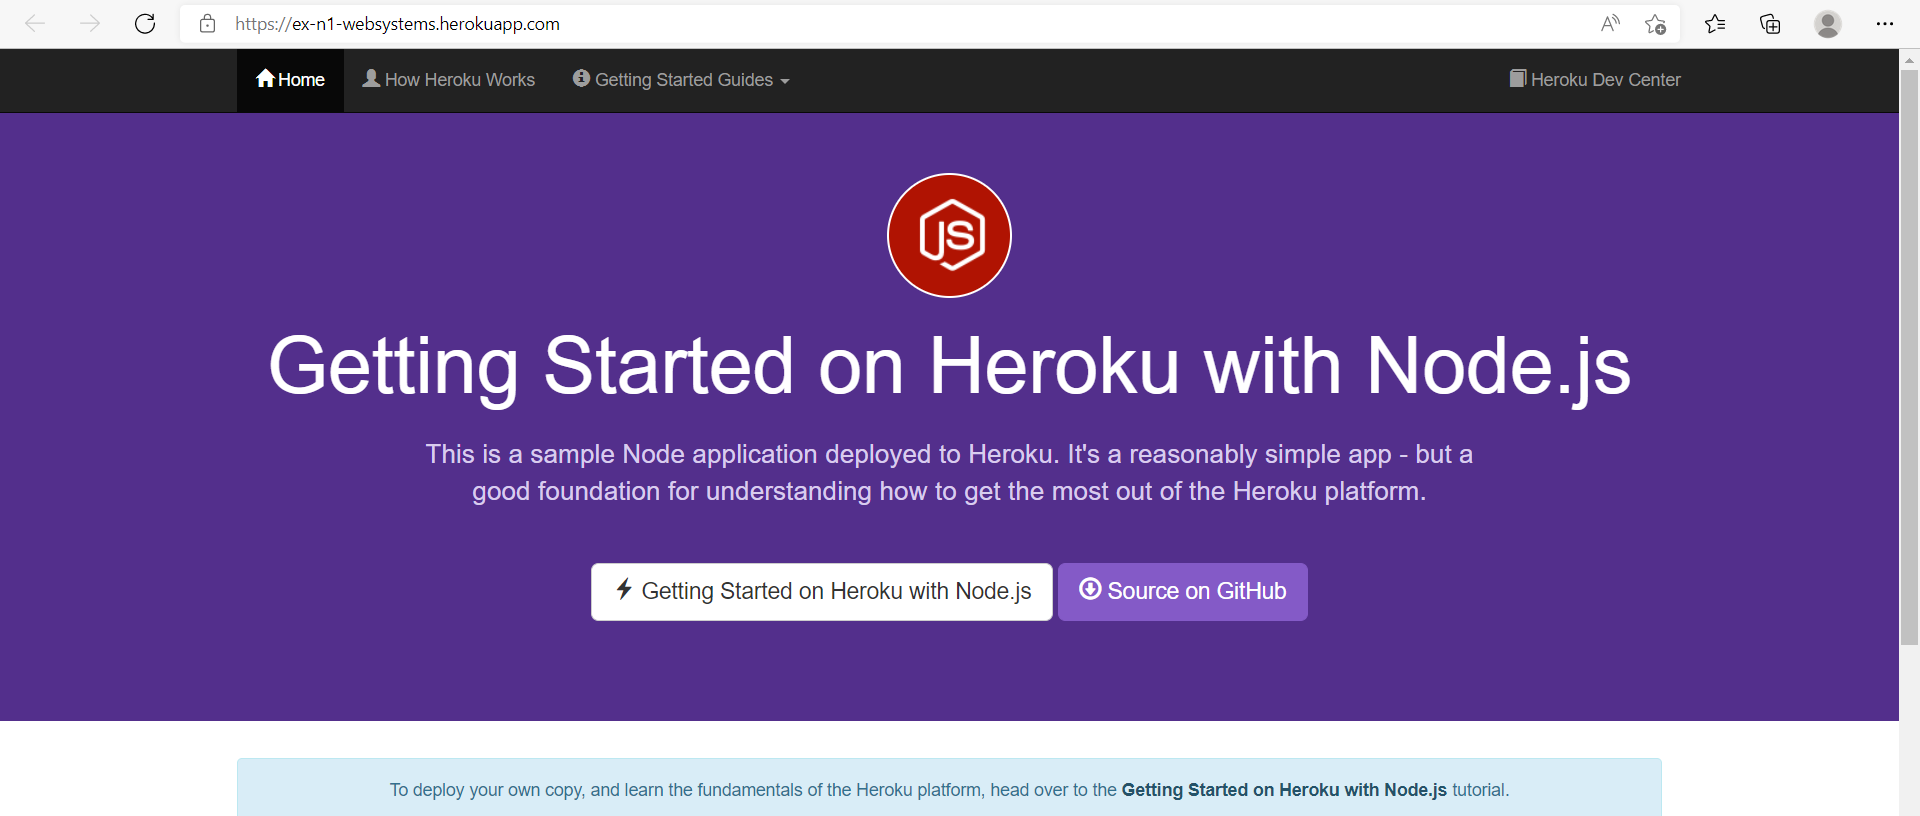 https://ex-n1-websystems.herokuapp.com
Home How Heroku Works Getting Started Guides Heroku Dev Center
JS
Getting Started on Heroku with Node.js
This is a sample Node application deployed to Heroku. It's a reasonably simple app - but a
good foundation for understanding how to get the most out of the Heroku platform.
Getting Started on Heroku with Node.js Source on GitHub
To deploy your own copy, and learn the fundamentals of the Heroku platform, head over to the Getting Started on Heroku with Node.js tutorial.